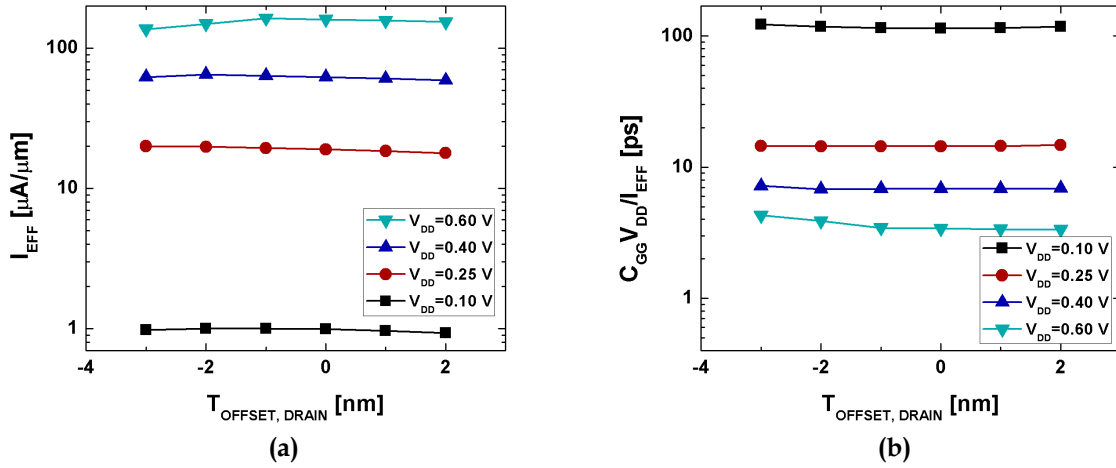 100
10
1
I_EFF [μA/μm]
V_DD=0.60 V
V_DD=0.40 V
V_DD=0.25 V
V_DD=0.10 V
-4 -2 0 2
T_OFFSET, DRAIN [nm]
(a)
100
10
1
C_GG V_DD/I_EFF [ps]
V_DD=0.10 V
V_DD=0.25 V
V_DD=0.40 V
V_DD=0.60 V
-4 -2 0 2
T_OFFSET, DRAIN [nm]
(b)